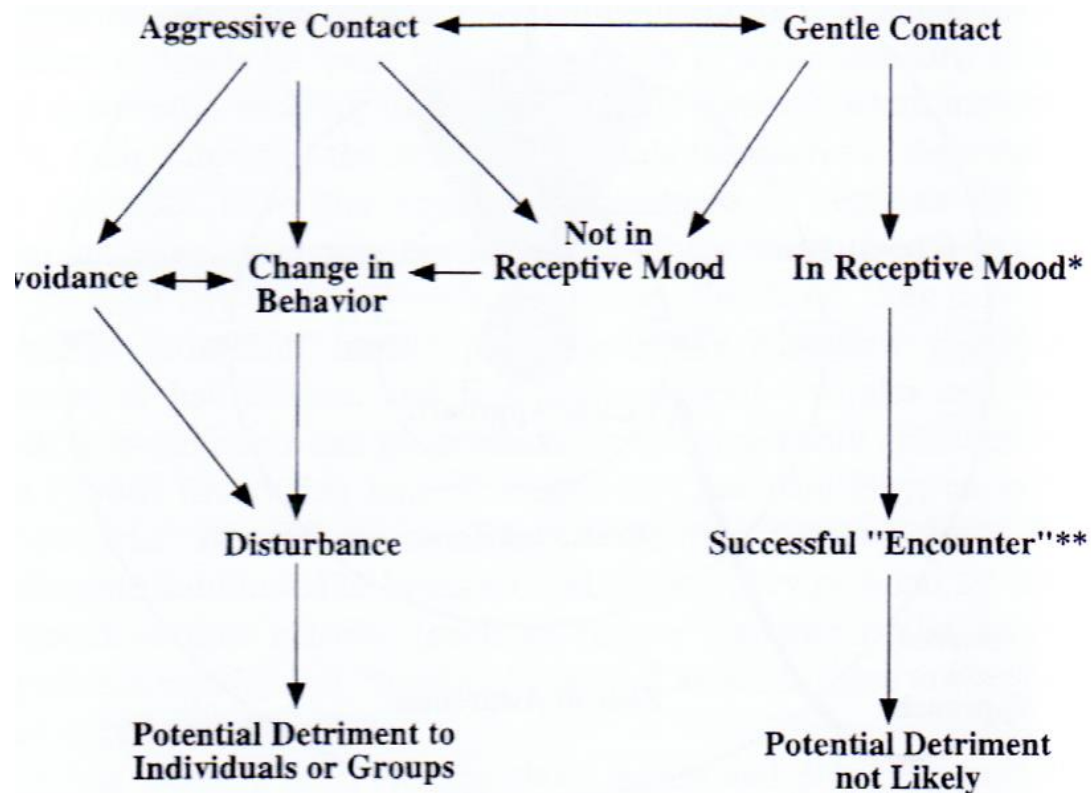 Aggressive Contact
Gentle Contact
voidance
Change in
Behavior
Not in
Receptive Mood
In Receptive Mood*
Disturbance
Successful "Encounter"**
Potential Detriment to
Individuals or Groups
Potential Detriment
not Likely